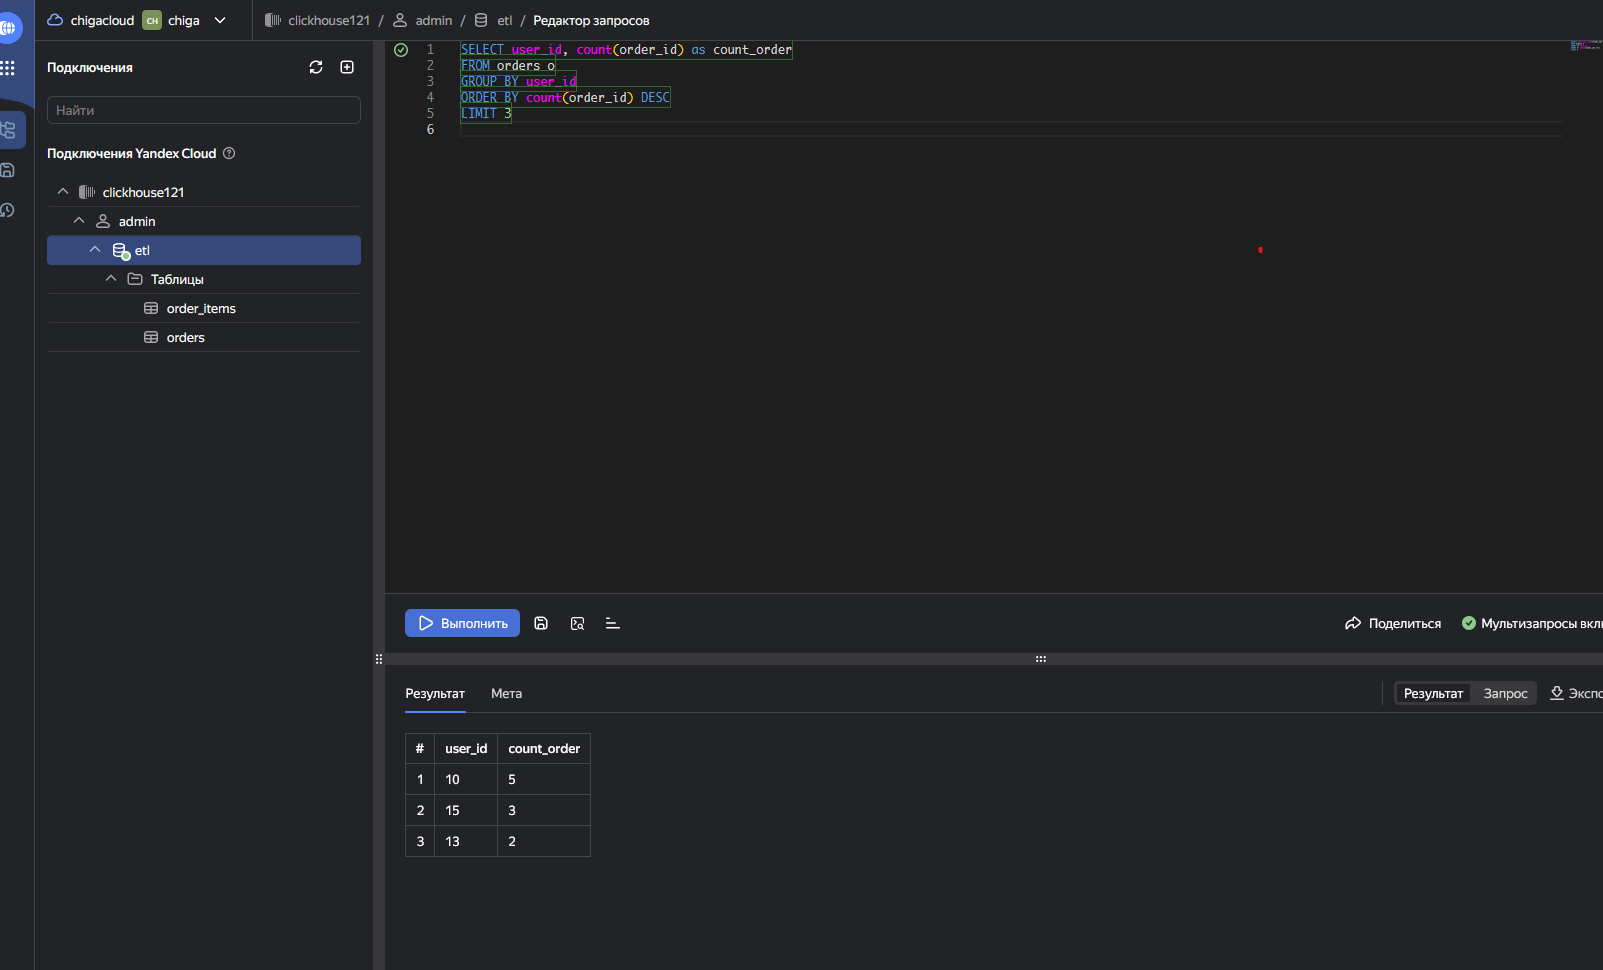 chigacloud CH chiga clickhouse121 / admin / etl / Редактор запросов
Подключения
Найти
Подключения Yandex Cloud
clickhouse121
admin
etl
Таблицы
order_items
orders
1 SELECT user_id, count(order_id) as count_order
2 FROM orders o
3 GROUP BY user_id
4 ORDER BY count(order_id) DESC
5 LIMIT 3
6
Выполнить Поделиться Мультизапросы вкл
Результат Мета Результат Запрос Экспо
# user_id count_order
1 10 5
2 15 3
3 13 2